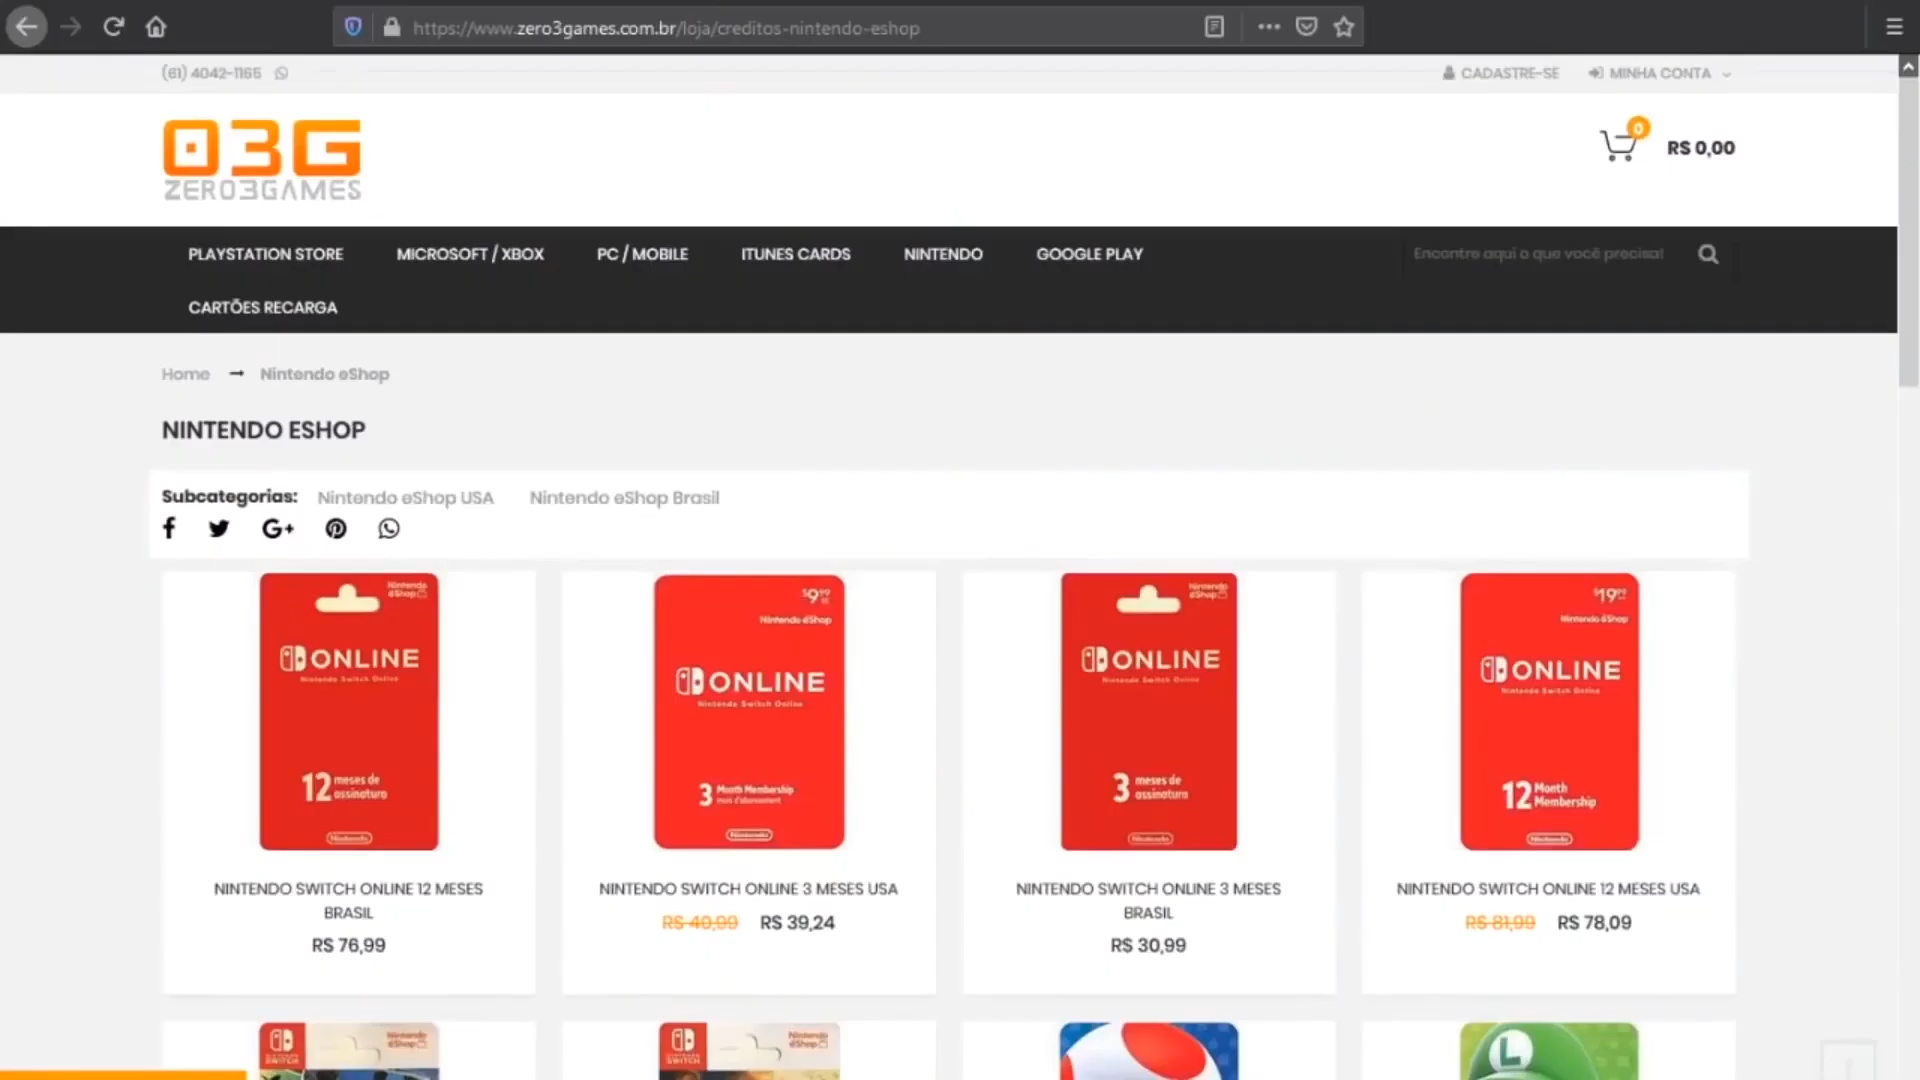 https://www.zero3games.com.br/loja/creditos-nintendo-eshop
(61) 4042-1165
CADASTRE-SE
MINHA CONTA
03G
ZERO3GAMES
0
R$ 0,00
PLAYSTATION STORE
MICROSOFT / XBOX
PC / MOBILE
ITUNES CARDS
NINTENDO
GOOGLE PLAY
Encontre aqui o que você precisa!
CARTÕES RECARGA
Home → Nintendo eShop
NINTENDO ESHOP
Subcategorias: Nintendo eShop USA Nintendo eShop Brasil
Nintendo
eShop
ONLINE
Nintendo Switch Online
12 meses de
assinatura
Nintendo
NINTENDO SWITCH ONLINE 12 MESES
BRASIL
R$ 76,99
$9.99
Nintendo eShop
ONLINE
Nintendo Switch Online
3 Month Membership
mois d'abonnement
Nintendo
NINTENDO SWITCH ONLINE 3 MESES USA
R$ 40,99 R$ 39,24
Nintendo
eShop
ONLINE
Nintendo Switch Online
3 meses de
assinatura
Nintendo
NINTENDO SWITCH ONLINE 3 MESES
BRASIL
R$ 30,99
$19.99
Nintendo eShop
ONLINE
Nintendo Switch Online
12 Month
Membership
Nintendo
NINTENDO SWITCH ONLINE 12 MESES USA
R$ 81,99 R$ 78,09
Nintendo
eShop
SWITCH
Nintendo
eShop
SWITCH
L